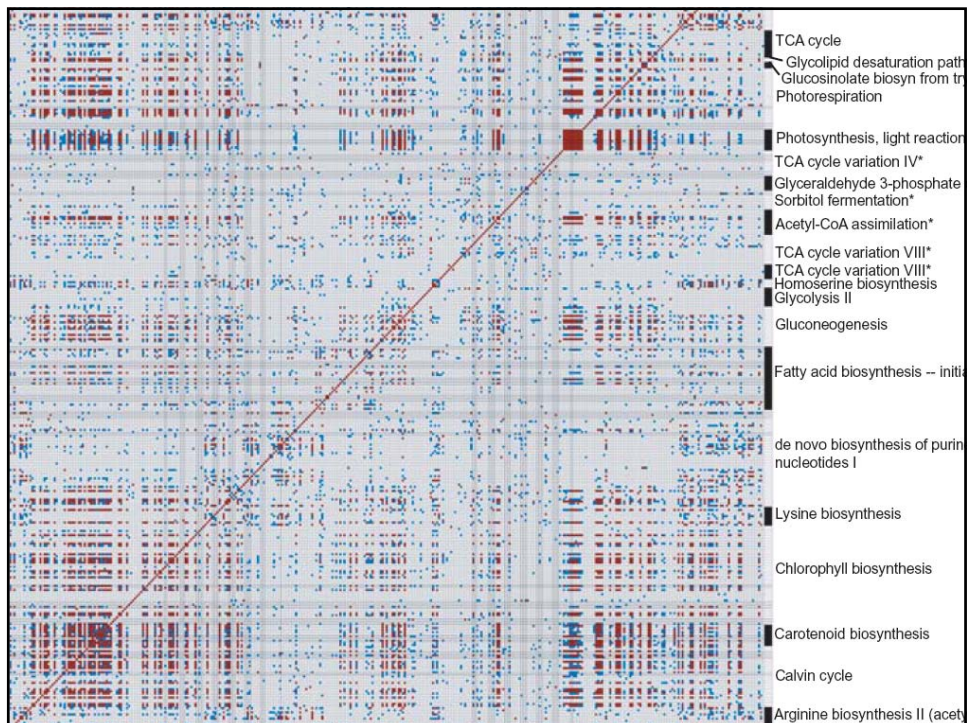 TCA cycle
Glycolipid desaturation path
Glucosinolate biosyn from try
Photorespiration
Photosynthesis, light reaction
TCA cycle variation IV*
Glyceraldehyde 3-phosphate
Sorbitol fermentation*
Acetyl-CoA assimilation*
TCA cycle variation VIII*
TCA cycle variation VIII*
Homoserine biosynthesis
Glycolysis II
Gluconeogenesis
Fatty acid biosynthesis -- initia
de novo biosynthesis of purin
nucleotides I
Lysine biosynthesis
Chlorophyll biosynthesis
Carotenoid biosynthesis
Calvin cycle
Arginine biosynthesis II (acety